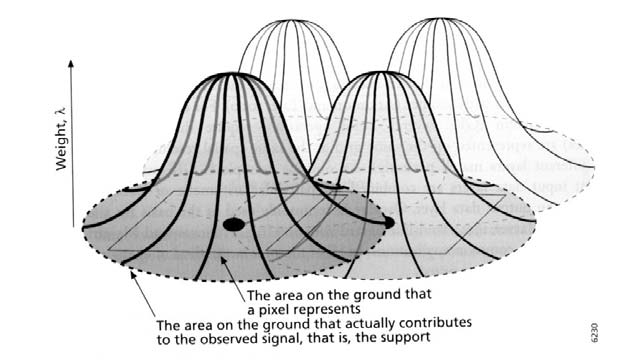 Weight, λ
The area on the ground that
a pixel represents
The area on the ground that actually contributes
to the observed signal, that is, the support
6230